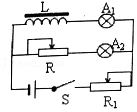 L A₁
R A₂
S R₁